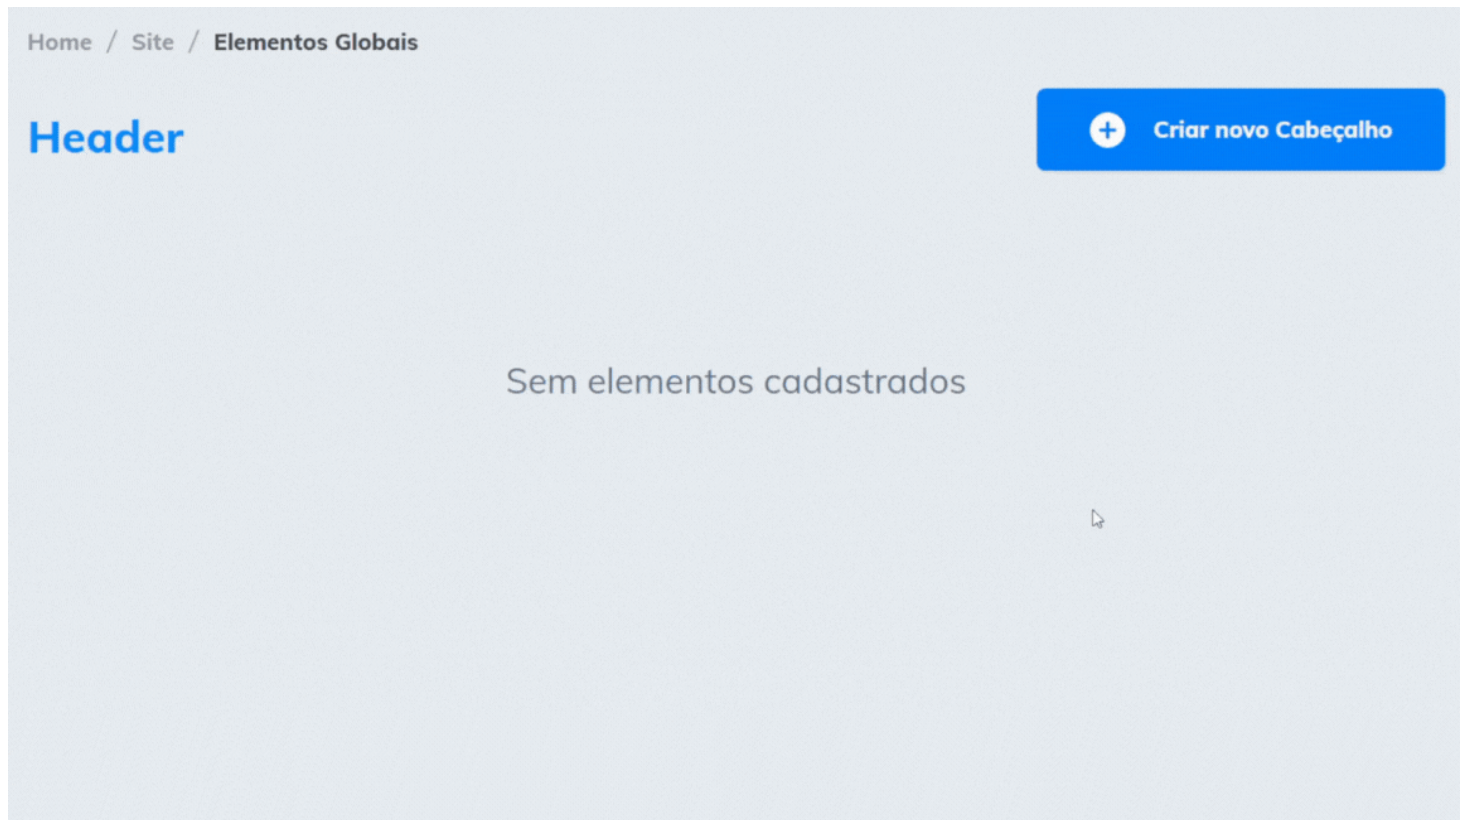 Home / Site / Elementos Globais
Header
Criar novo Cabeçalho
Sem elementos cadastrados